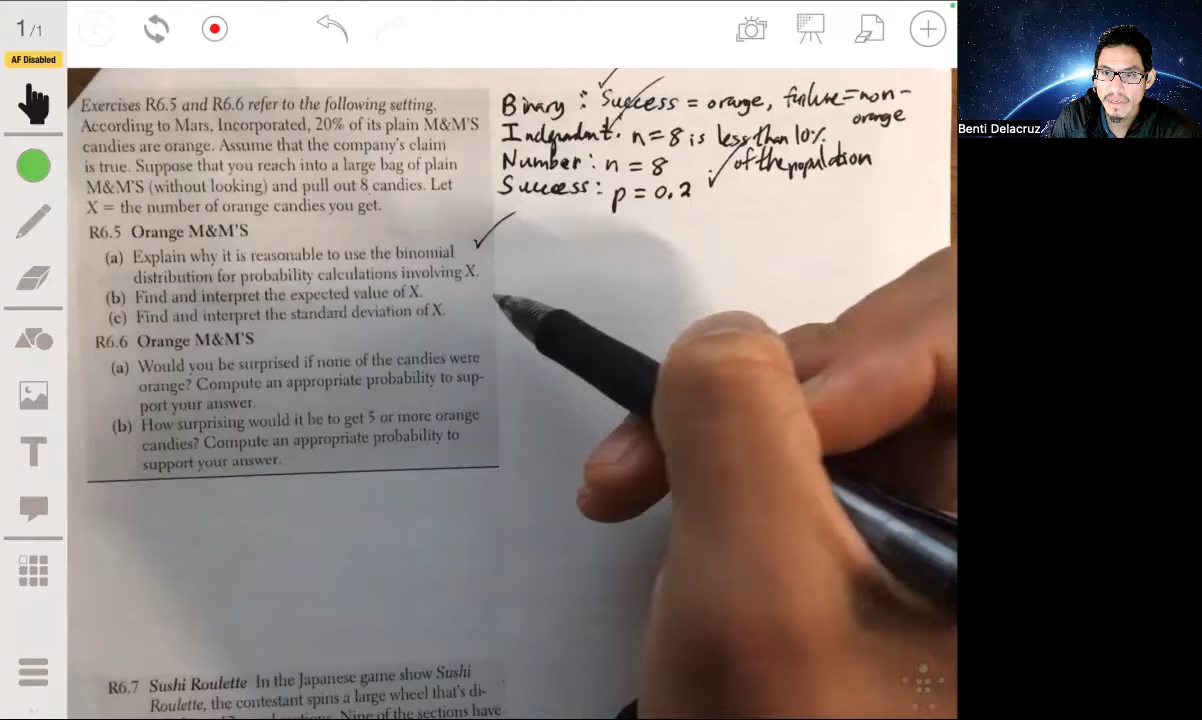 1/1
AF Disabled
Exercises R6.5 and R6.6 refer to the following setting.
According to Mars, Incorporated, 20% of its plain M&M'S
candies are orange. Assume that the company's claim
is true. Suppose that you reach into a large bag of plain
M&M'S (without looking) and pull out 8 candies. Let
X = the number of orange candies you get.
R6.5 Orange M&M'S
(a) Explain why it is reasonable to use the binomial
distribution for probability calculations involving X.
(b) Find and interpret the expected value of X.
(c) Find and interpret the standard deviation of X.
R6.6 Orange M&M'S
(a) Would you be surprised if none of the candies were
orange? Compute an appropriate probability to sup-
port your answer.
(b) How surprising would it be to get 5 or more orange
candies? Compute an appropriate probability to
support your answer.
R6.7 Sushi Roulette In the Japanese game show Sushi
Roulette, the contestant spins a large wheel that's di-
Nine of the sections have
Binary : Success = orange, failure = non-
orange
Independent. n = 8 is less than 10%
of the population
Number : n = 8
Success : p = 0.2
T
Benti Delacruz